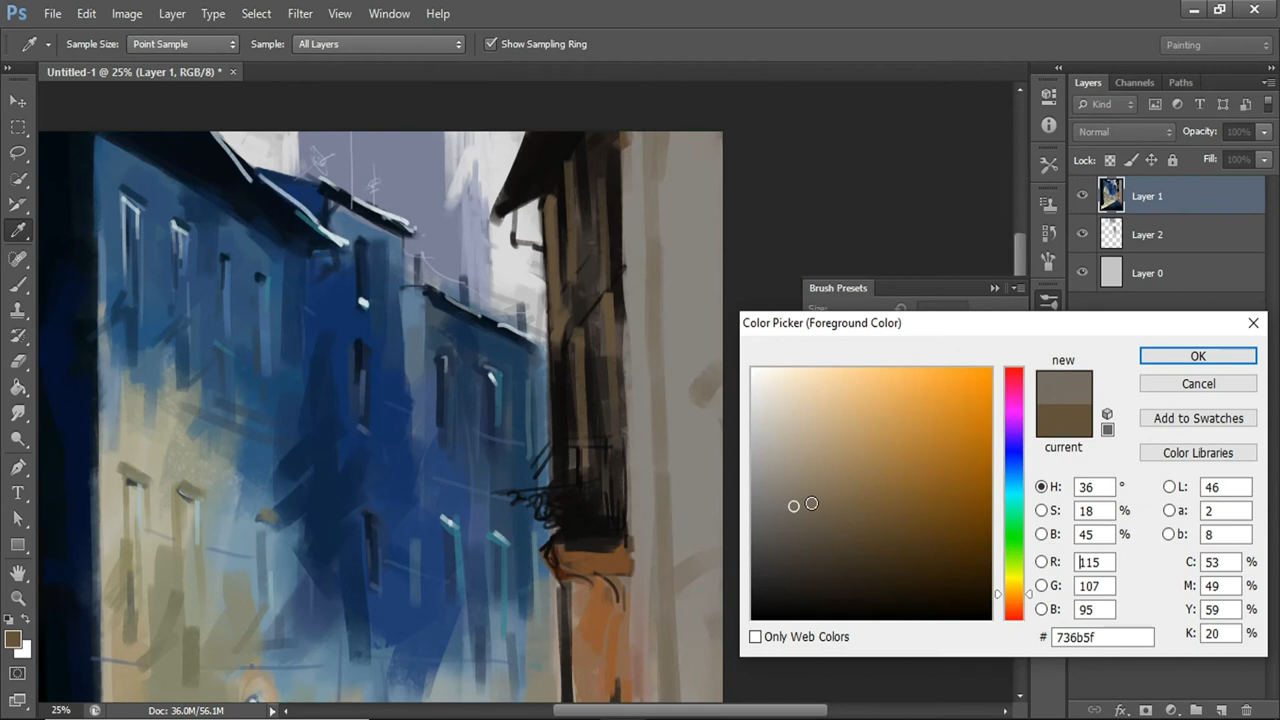 Ps File Edit Image Layer Type Select Filter View Window Help
Sample Size: Point Sample Sample: All Layers Show Sampling Ring Painting
Untitled-1 @ 25% (Layer 1, RGB/8) * ×
Layers Channels Paths
Kind
Normal Opacity: 100%
Lock: Fill: 100%
Layer 1
Layer 2
Layer 0
Brush Presets
Size:
Color Picker (Foreground Color)
new
current
OK
Cancel
Add to Swatches
Color Libraries
H: 36 ° L: 46
S: 18 % a: 2
B: 45 % b: 8
R: 115 C: 53 %
G: 107 M: 49 %
B: 95 Y: 59 %
# 736b5f K: 20 %
Only Web Colors
25% Doc: 36.0M/56.1M